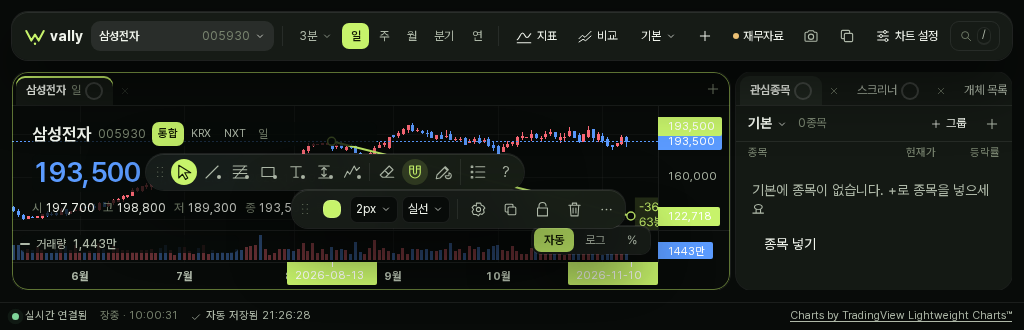 vally 삼성전자 005930 3분 일 주 월 분기 연 지표 비교 기본 재무자료 차트 설정 /
삼성전자 일
관심종목 스크리너 개체 목록
삼성전자 005930 통합 KRX NXT 일
기본 0종목 그룹
193,500
193,500
193,500
종목 현재가 등락률
160,000
기본에 종목이 없습니다. +로 종목을 넣으세
요
시 197,700 고 198,800 저 189,300 종 193,5
2px 실선
-36
63봉
122,718
종목 넣기
자동 로그 %
거래량 1,443만
1443만
6월 7월 2026-08-13 9월 10월 2026-11-10
실시간 연결됨 장중 · 10:00:31 자동 저장됨 21:26:28
Charts by TradingView Lightweight Charts™